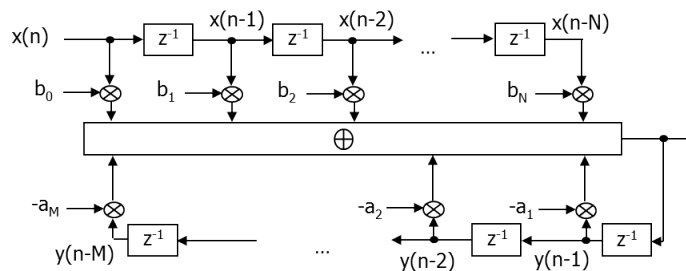 x(n) z⁻¹ x(n-1) z⁻¹ x(n-2) ... z⁻¹ x(n-N)
b₀ b₁ b₂ b_N
-a_M -a₂ -a₁
y(n-M) z⁻¹ ... y(n-2) z⁻¹ y(n-1) z⁻¹